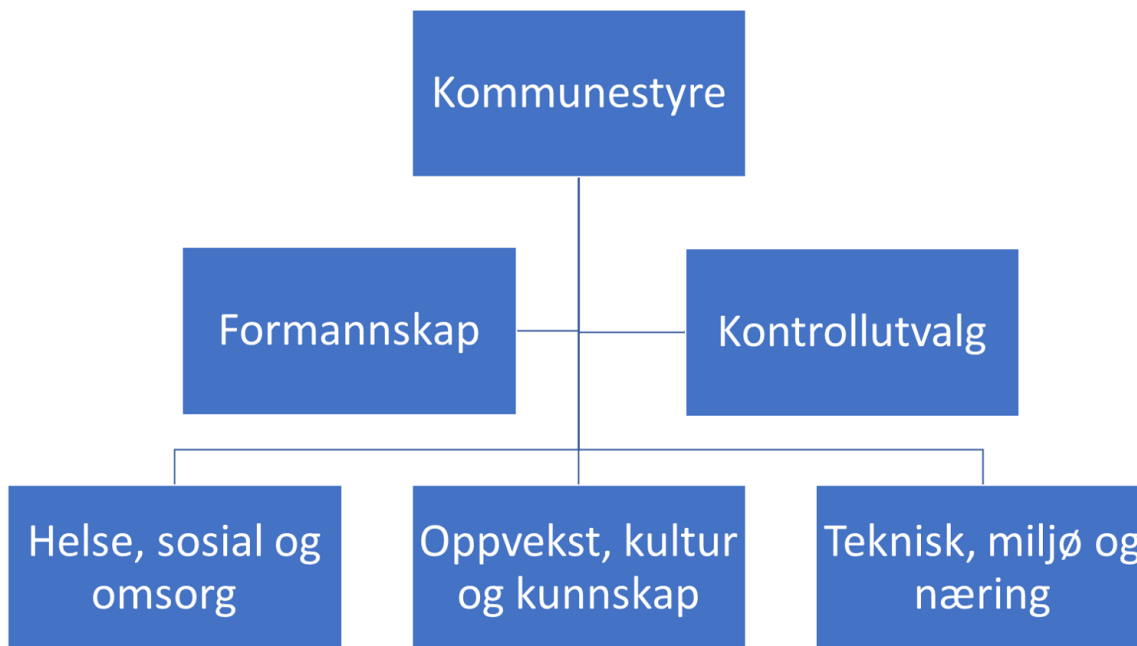 Kommunestyre
Formannskap
Kontrollutvalg
Helse, sosial og
omsorg
Oppvekst, kultur
og kunnskap
Teknisk, miljø og
næring